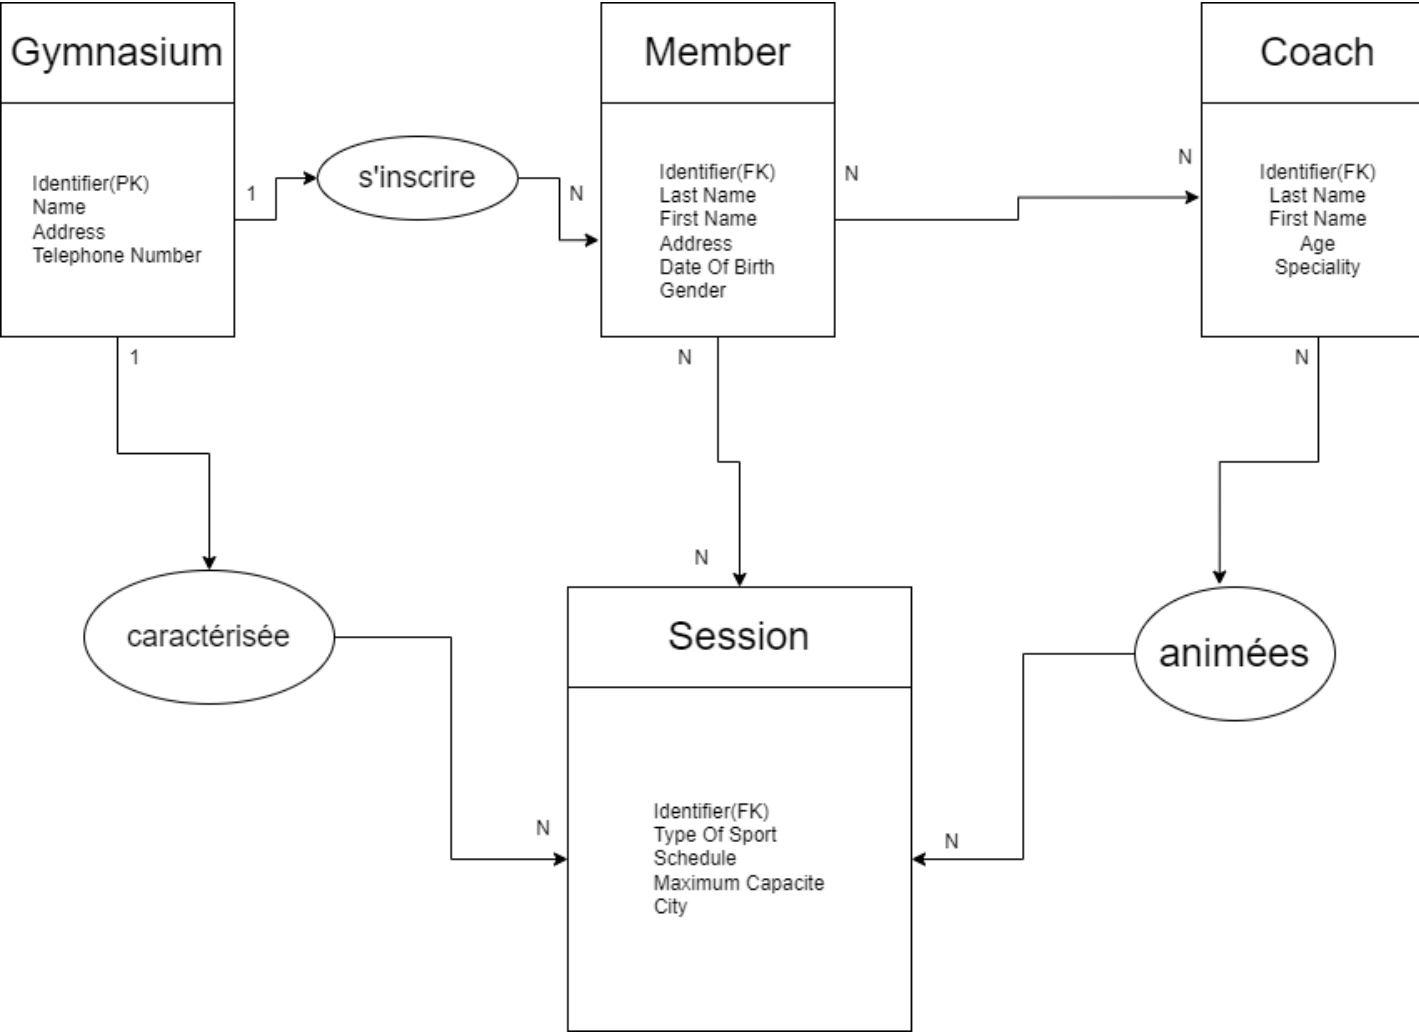 Gymnasium
Identifier(PK)
Name
Address
Telephone Number
1
s'inscrire
N
Member
Identifier(FK)
Last Name
First Name
Address
Date Of Birth
Gender
N
N
Coach
Identifier(FK)
Last Name
First Name
Age
Speciality
1
N
N
caractérisée
N
N
Session
Identifier(FK)
Type Of Sport
Schedule
Maximum Capacite
City
animées
N